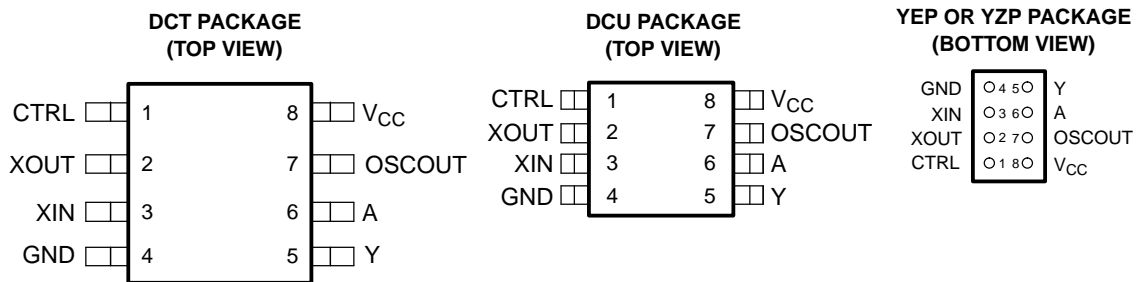 DCT PACKAGE
(TOP VIEW)
CTRL 1 8 VCC
XOUT 2 7 OSCOUT
XIN 3 6 A
GND 4 5 Y
DCU PACKAGE
(TOP VIEW)
CTRL 1 8 VCC
XOUT 2 7 OSCOUT
XIN 3 6 A
GND 4 5 Y
YEP OR YZP PACKAGE
(BOTTOM VIEW)
GND 4 5 Y
XIN 3 6 A
XOUT 2 7 OSCOUT
CTRL 1 8 VCC